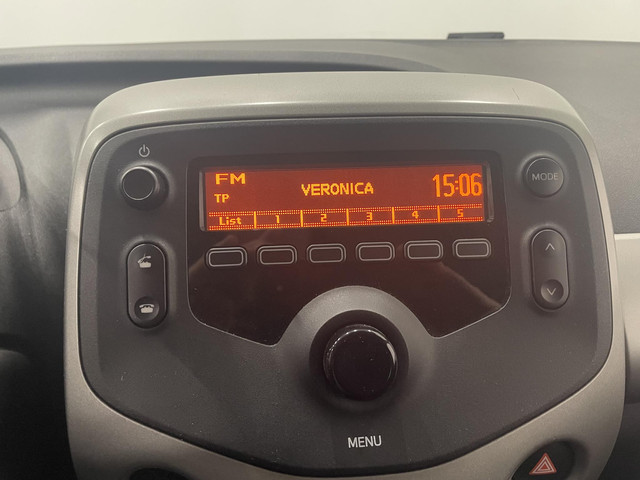 FM
TP
VERONICA
15:06
List 1 2 3 4 5
MODE
MENU